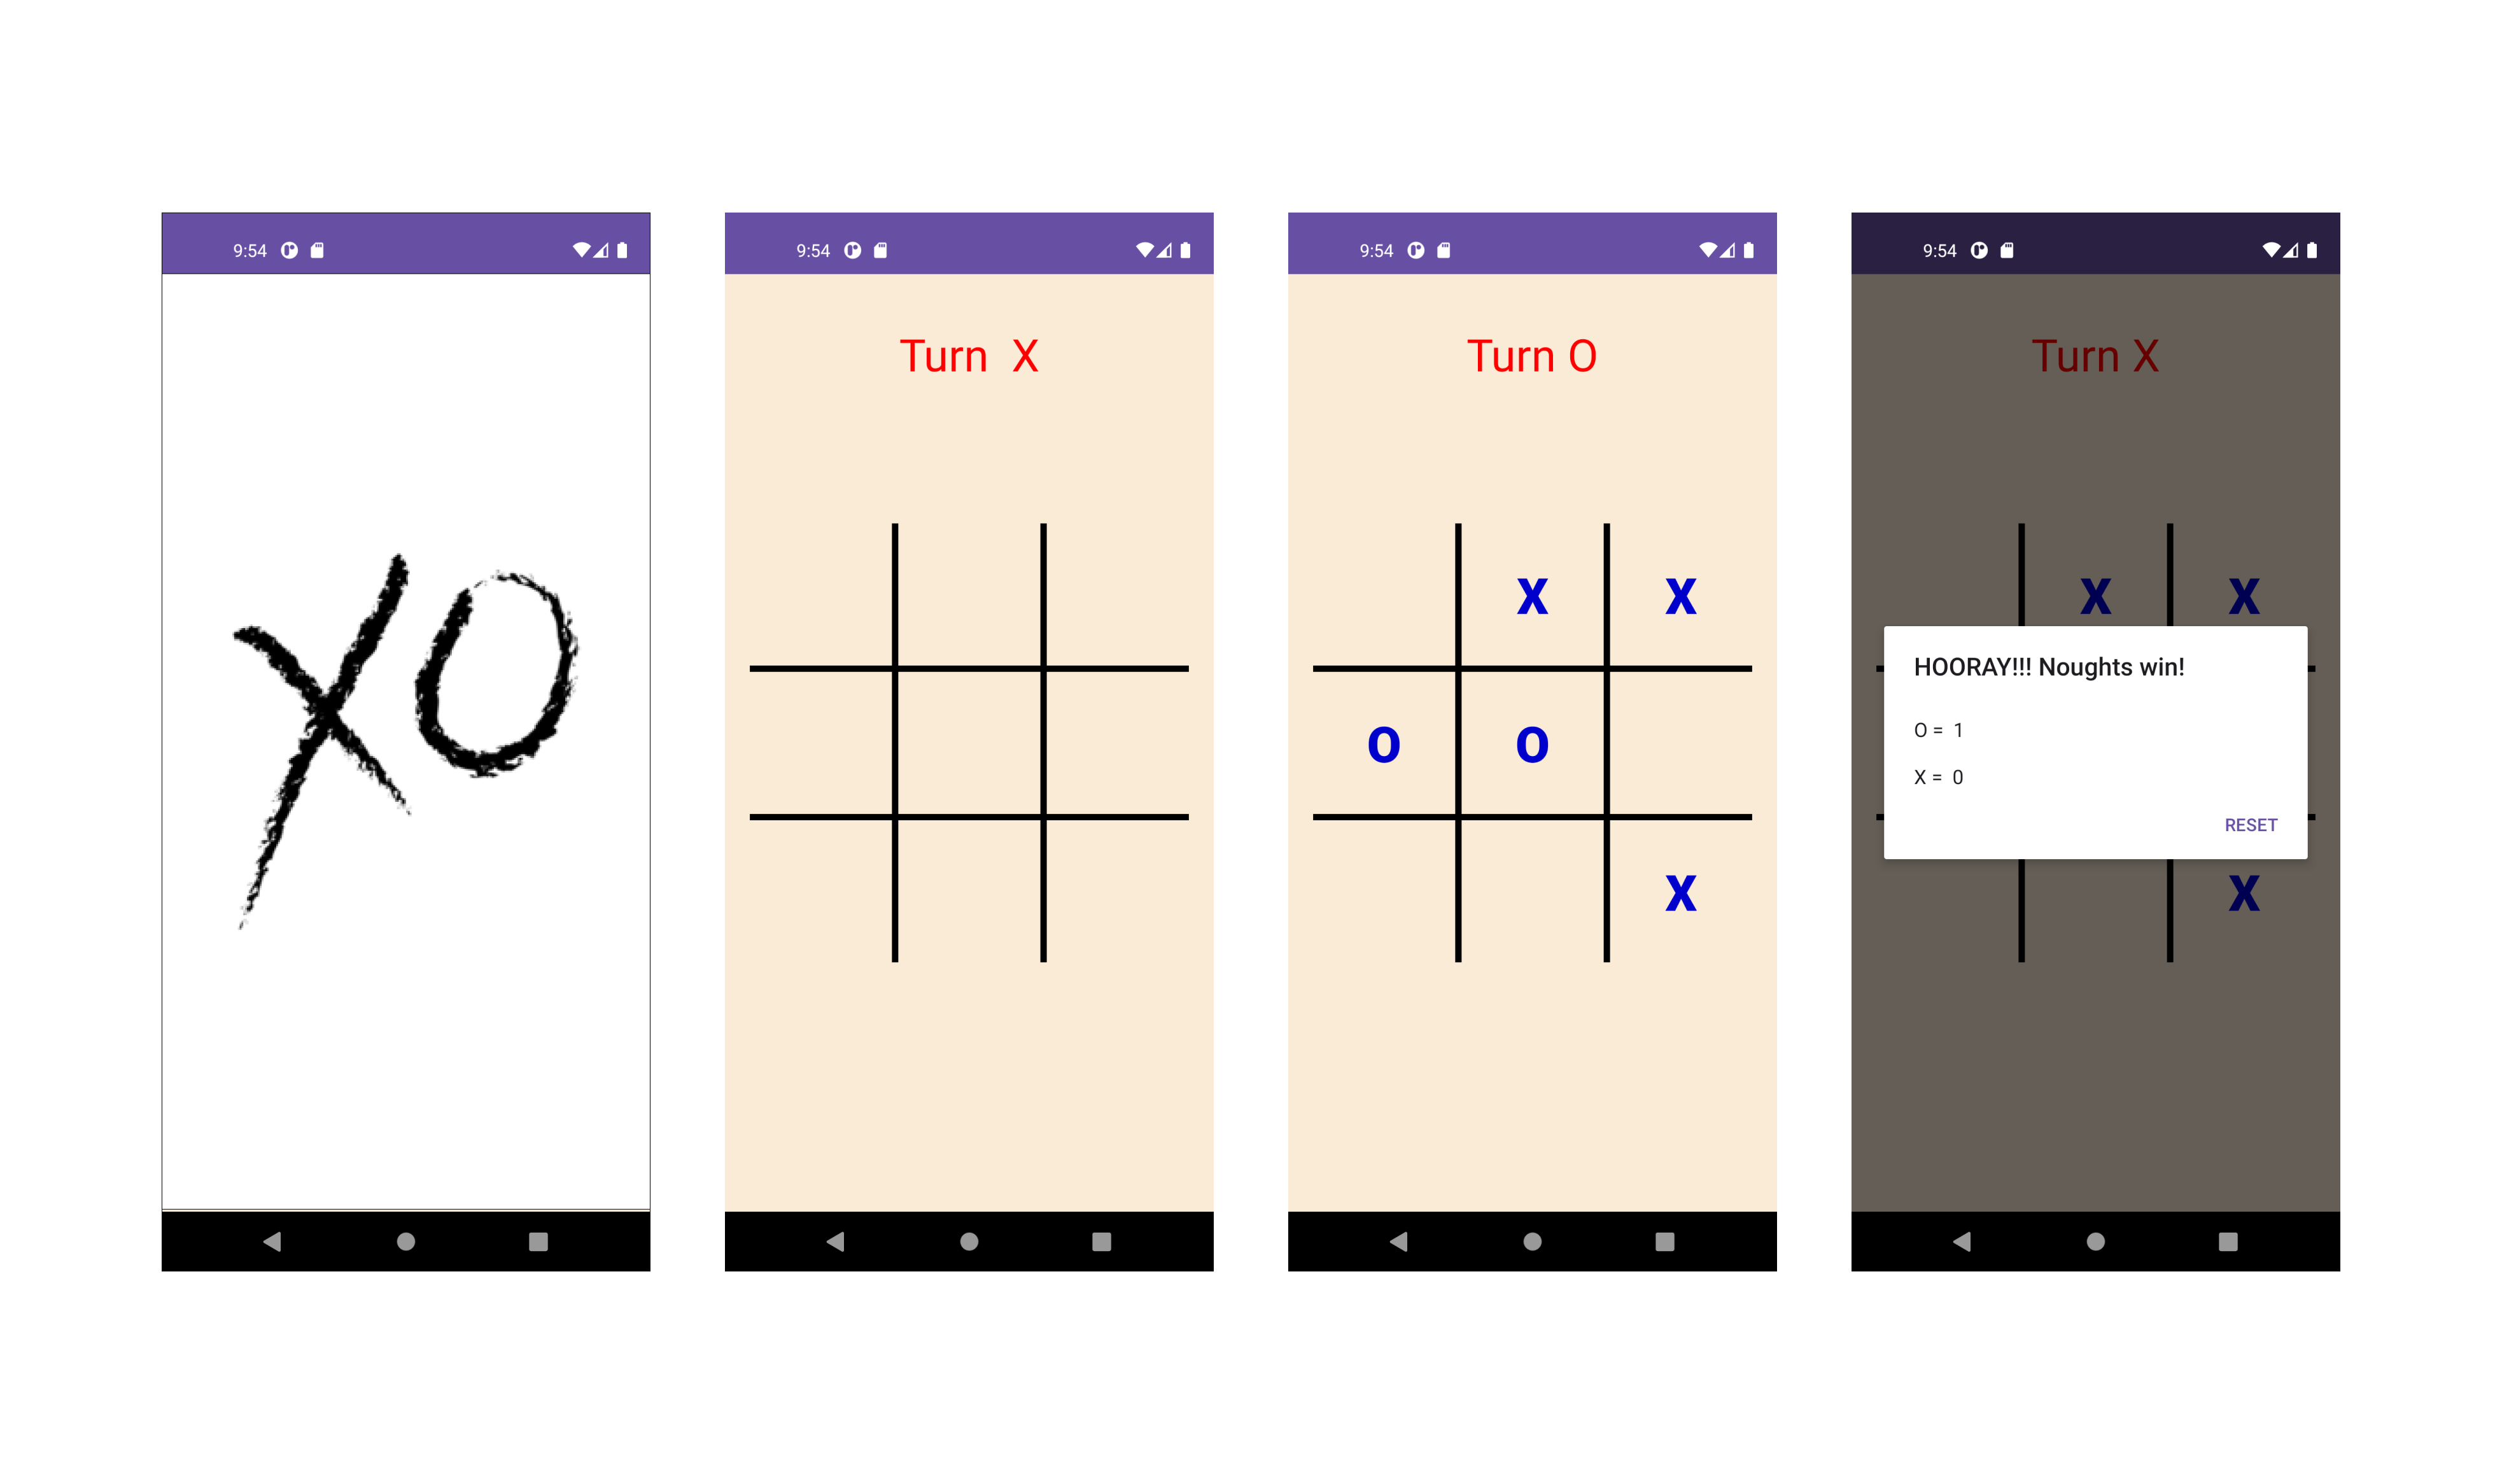 9:54
XO
9:54
Turn  X
9:54
Turn O
X X
O O
X
9:54
Turn X
X X
HOORAY!!! Noughts win!
O =  1
X =  0
RESET
X